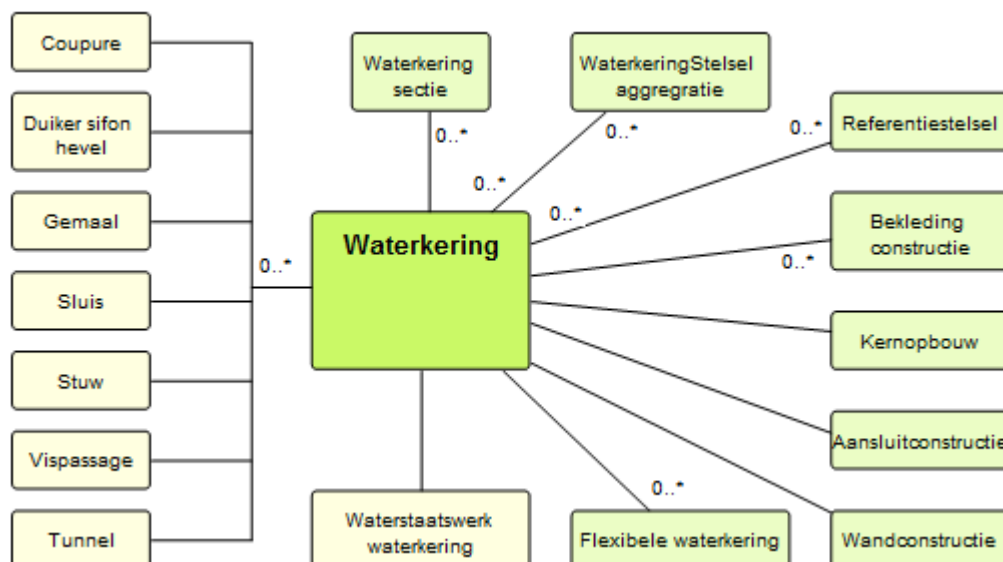 Coupure
Duiker sifon
hevel
Gemaal
Sluis
Stuw
Vispassage
Tunnel
0..*
Waterkering
sectie
0..*
WaterkeringStelsel
aggregratie
0..*
0..*
Referentiestelsel
0..*
0..*
Waterkering
Bekleding
constructie
0..*
Kernopbouw
Aansluitconstructie
Wandconstructie
Flexibele waterkering
0..*
Waterstaatswerk
waterkering